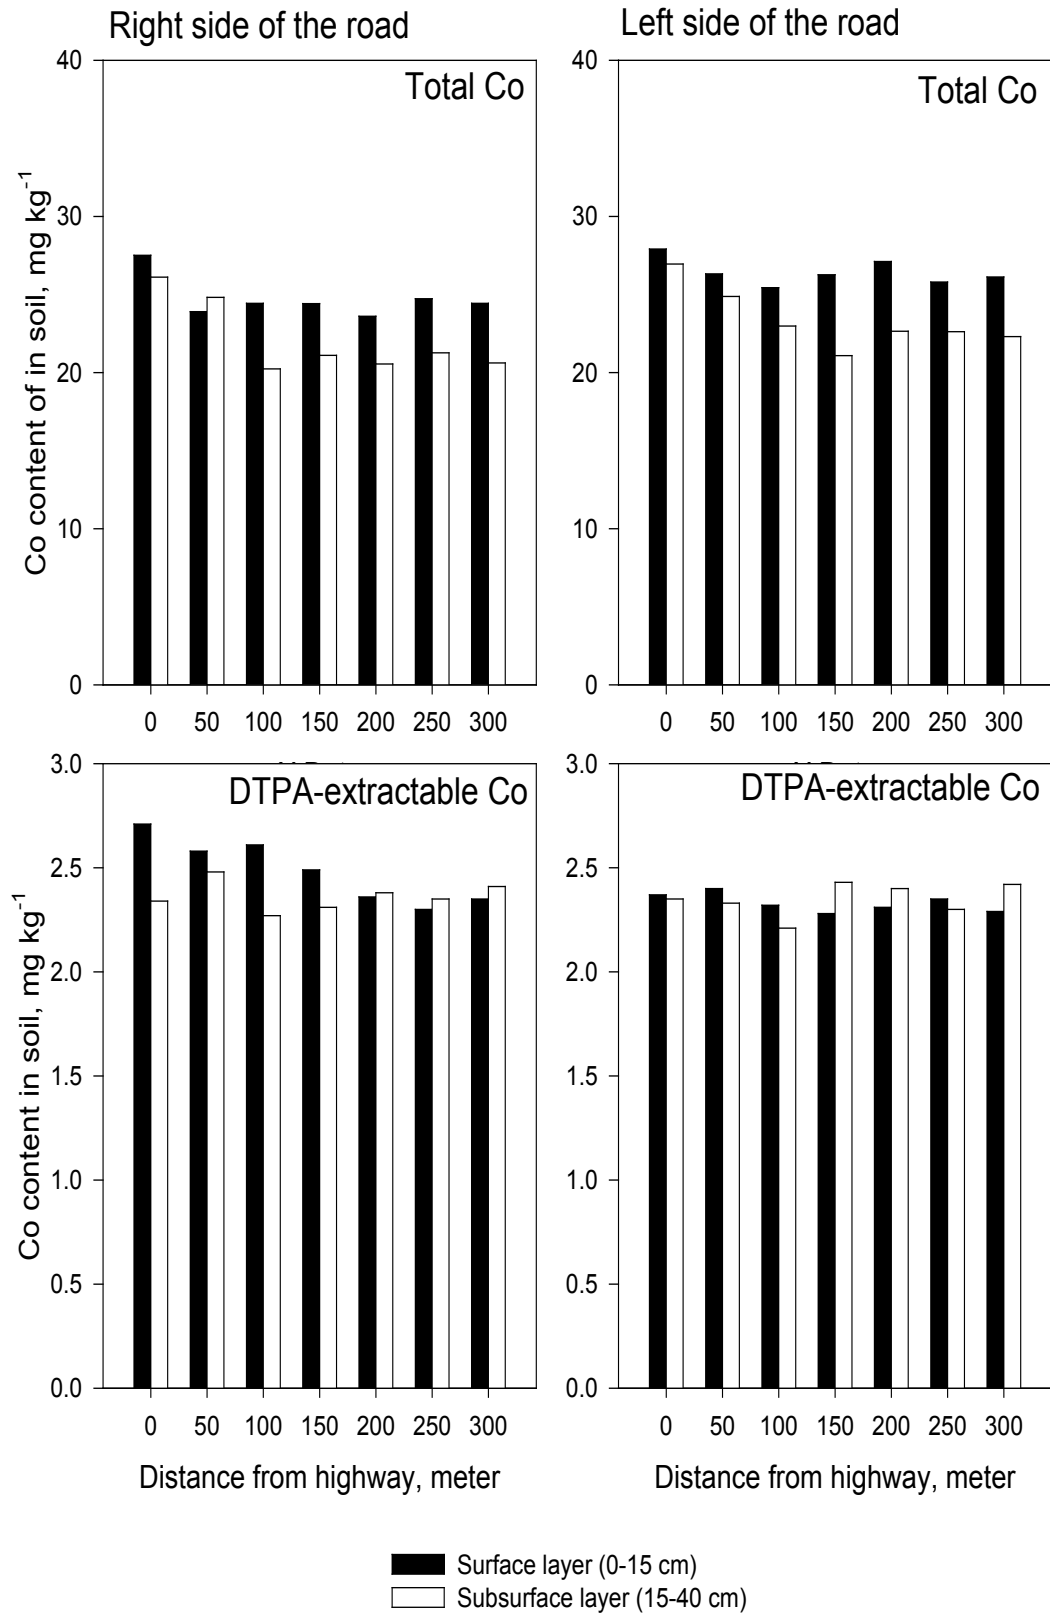 Right side of the road
Left side of the road
Total Co
Total Co
Co content of in soil, mg kg-1
40
30
20
10
0
40
30
20
10
0
0 50 100 150 200 250 300
0 50 100 150 200 250 300
DTPA-extractable Co
DTPA-extractable Co
Co content in soil, mg kg-1
3.0
2.5
2.0
1.5
1.0
0.5
0.0
3.0
2.5
2.0
1.5
1.0
0.5
0.0
0 50 100 150 200 250 300
0 50 100 150 200 250 300
Distance from highway, meter
Distance from highway, meter
Surface layer (0-15 cm)
Subsurface layer (15-40 cm)